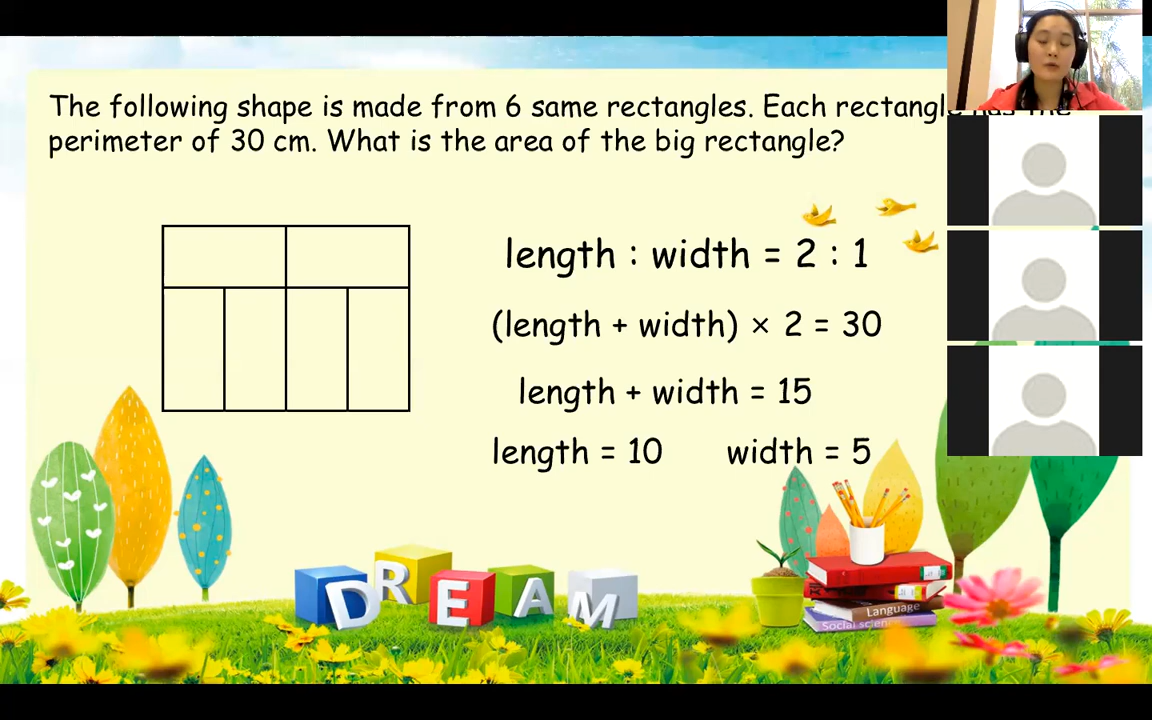 The following shape is made from 6 same rectangles. Each rectangle has the
perimeter of 30 cm. What is the area of the big rectangle?
length : width = 2 : 1
(length + width) × 2 = 30
length + width = 15
length = 10 width = 5
DREAM
Language
Social science